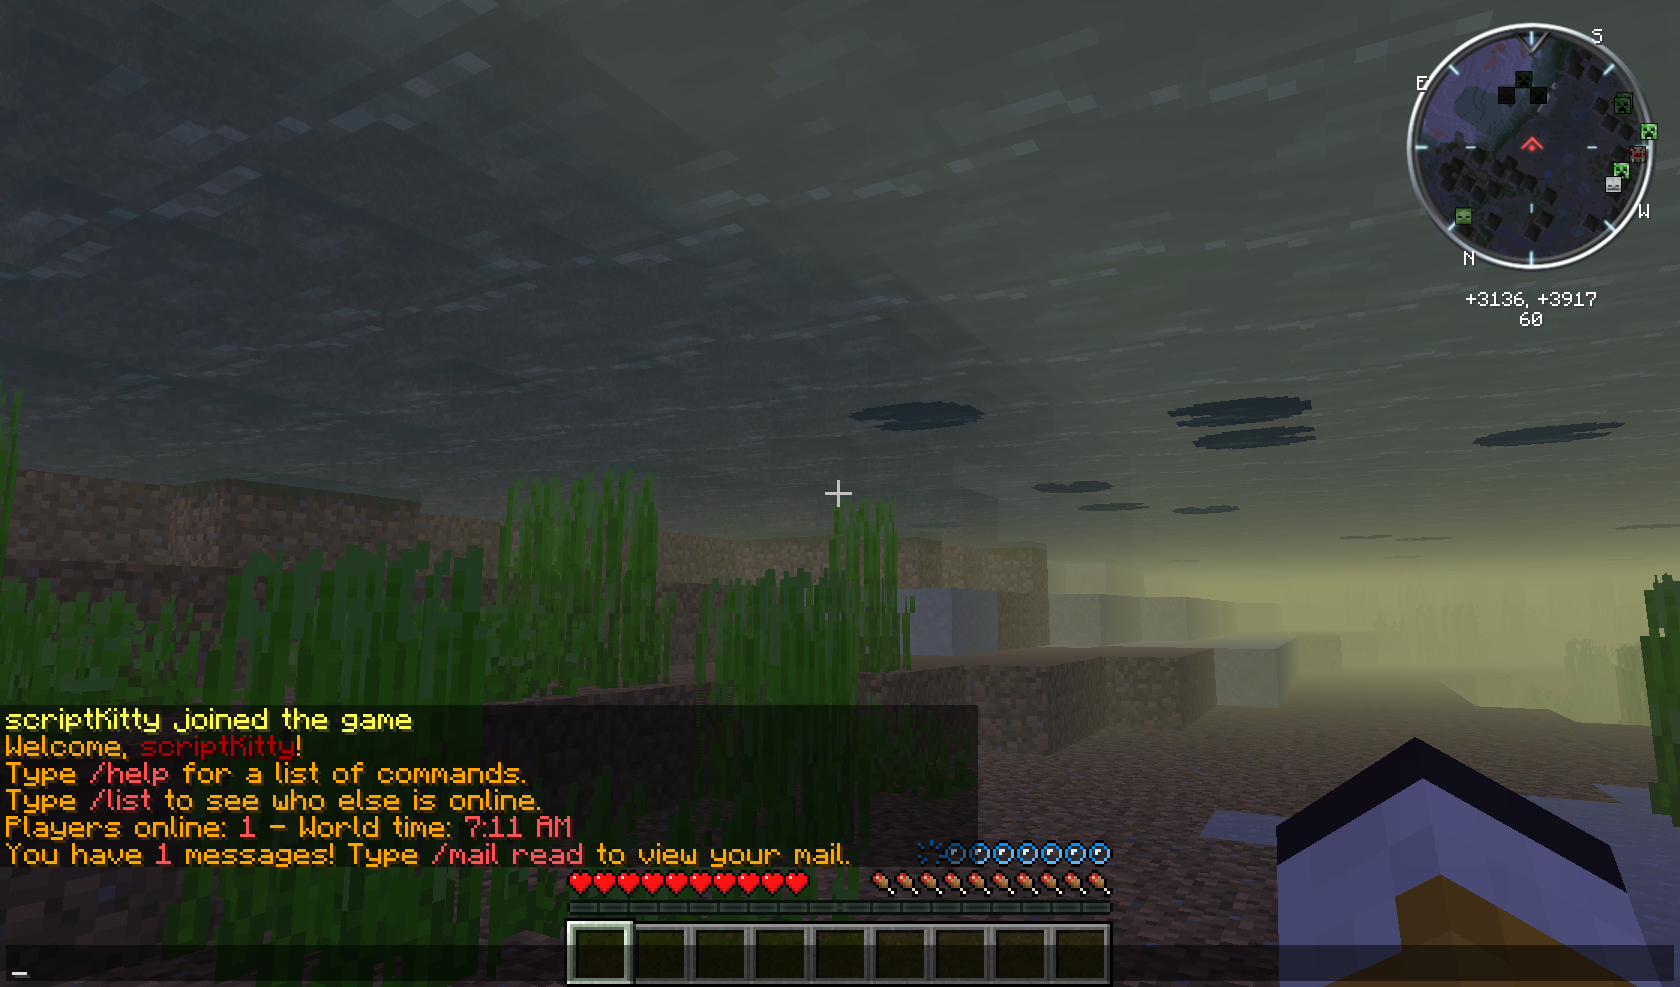 S
E
W
N
+3136, +3917
60
scriptKitty joined the game
Welcome, scriptKitty!
Type /help for a list of commands.
Type /list to see who else is online.
Players online: 1 - World time: 7:11 AM
You have 1 messages! Type /mail read to view your mail.
_